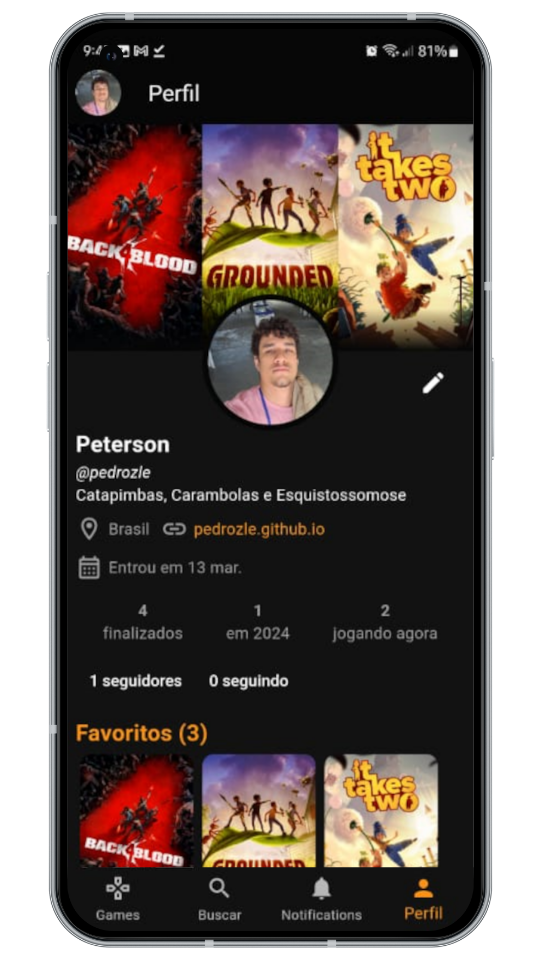 81%
Perfil
BACK 4 BLOOD
GROUNDED
it takes two
Peterson
@pedrozle
Catapimbas, Carambolas e Esquistossomose
Brasil pedrozle.github.io
Entrou em 13 mar.
4 1 2
finalizados em 2024 jogando agora
1 seguidores 0 seguindo
Favoritos (3)
BACK 4 BLOOD
GROUNDED
it takes two
Games Buscar Notifications Perfil